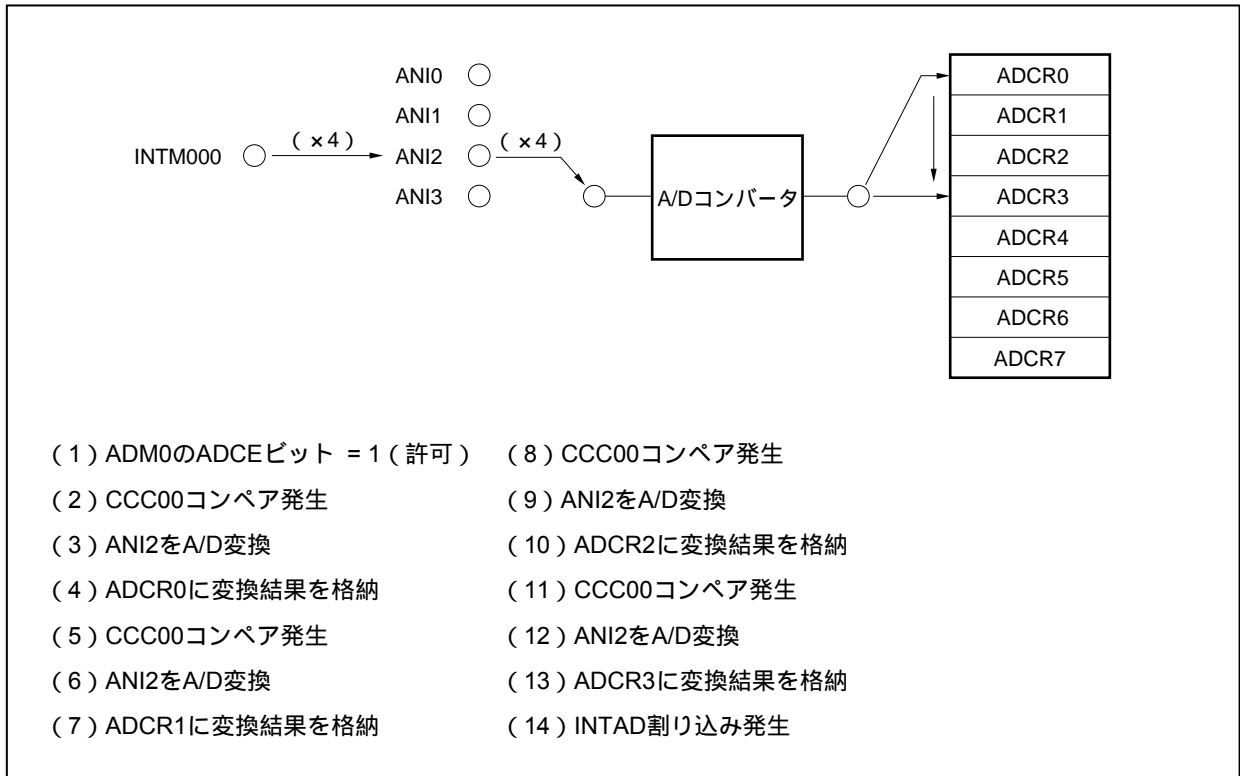 ANI0
ANI1
INTM000 （×4） ANI2 （×4）
ANI3
A/Dコンバータ
ADCR0
ADCR1
ADCR2
ADCR3
ADCR4
ADCR5
ADCR6
ADCR7
（1）ADM0のADCEビット = 1（許可）
（2）CCC00コンペア発生
（3）ANI2をA/D変換
（4）ADCR0に変換結果を格納
（5）CCC00コンペア発生
（6）ANI2をA/D変換
（7）ADCR1に変換結果を格納
（8）CCC00コンペア発生
（9）ANI2をA/D変換
（10）ADCR2に変換結果を格納
（11）CCC00コンペア発生
（12）ANI2をA/D変換
（13）ADCR3に変換結果を格納
（14）INTAD割り込み発生